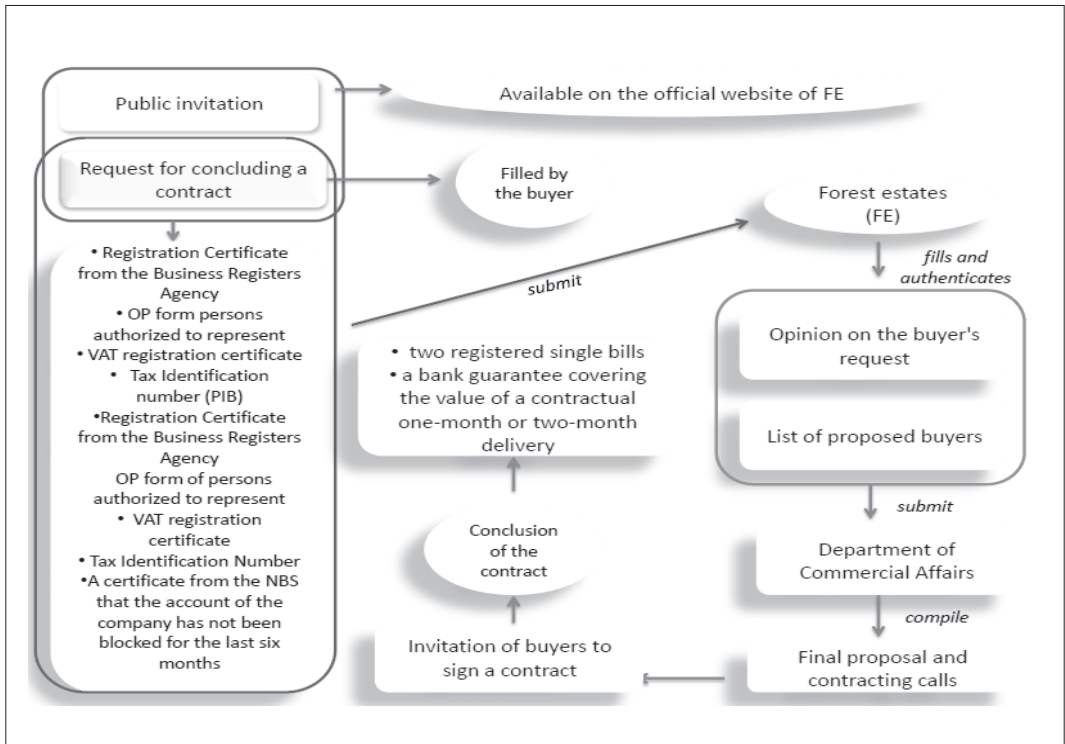 Public invitation
Available on the official website of FE
Request for concluding a
contract
Filled by
the buyer
Forest estates
(FE)
• Registration Certificate
from the Business Registers
Agency
• OP form persons
authorized to represent
• VAT registration certificate
• Tax Identification
number (PIB)
•Registration Certificate
from the Business Registers
Agency
OP form of persons
authorized to represent
• VAT registration
certificate
• Tax Identification Number
•A certificate from the NBS
that the account of the
company has not been
blocked for the last six
months
submit
fills and
authenticates
Opinion on the buyer's
request
List of proposed buyers
submit
Department of
Commercial Affairs
compile
Final proposal and
contracting calls
Invitation of buyers to
sign a contract
Conclusion
of the
contract
• two registered single bills
• a bank guarantee covering
the value of a contractual
one-month or two-month
delivery